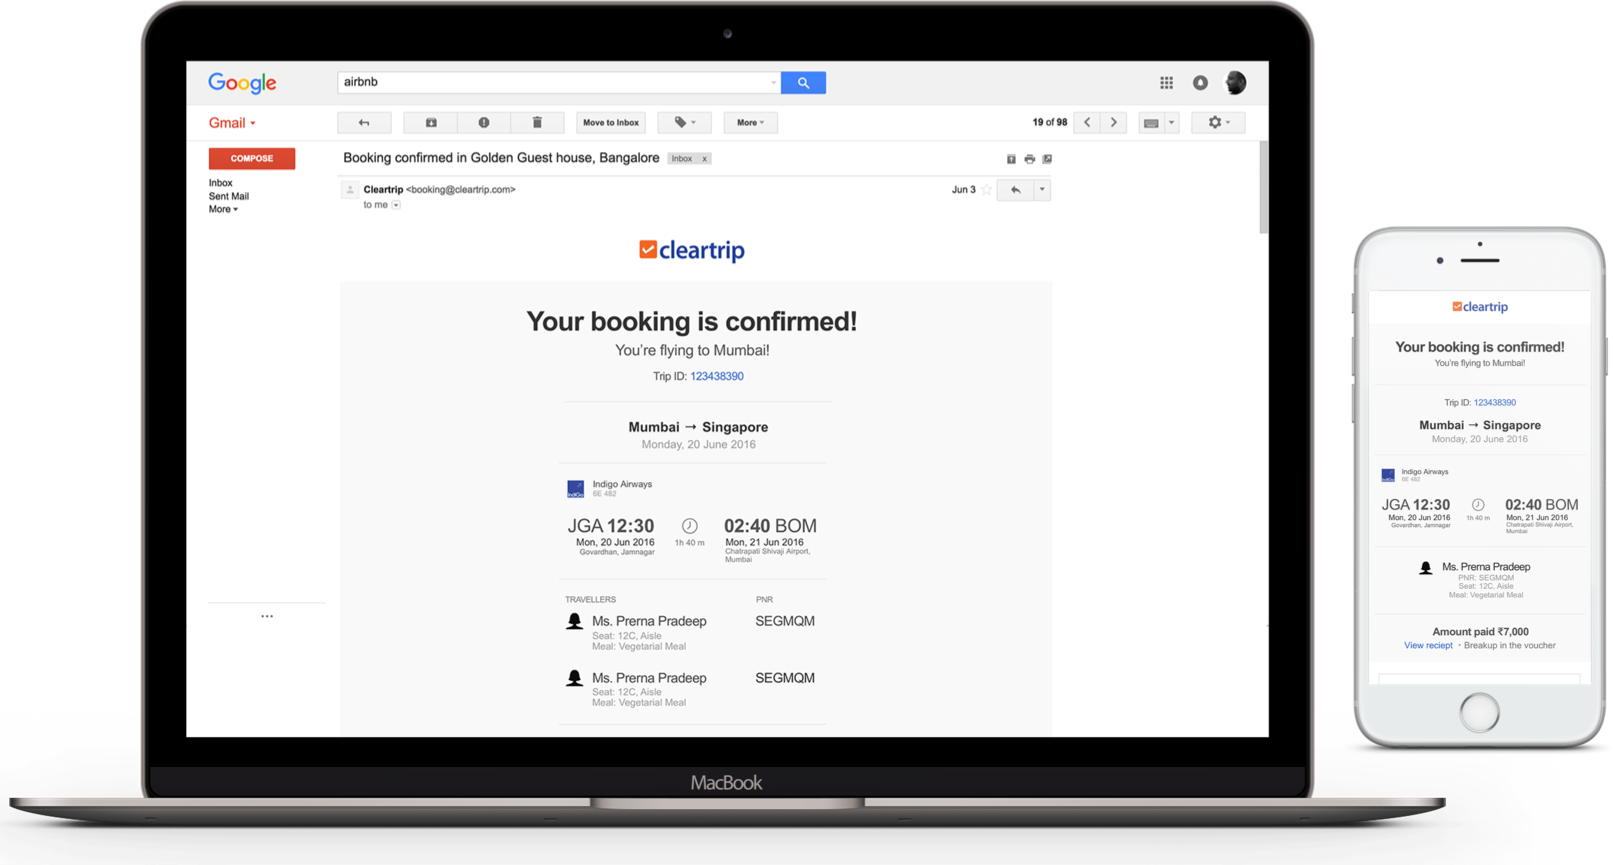 Google
airbnb
Gmail
Move to Inbox
More
19 of 98
COMPOSE
Inbox
Sent Mail
More
Booking confirmed in Golden Guest house, Bangalore
Inbox x
Cleartrip <booking@cleartrip.com>
to me
Jun 3
cleartrip
Your booking is confirmed!
You're flying to Mumbai!
Trip ID: 123438390
Mumbai → Singapore
Monday, 20 June 2016
IndiGo
Indigo Airways
6E 482
JGA 12:30
Mon, 20 Jun 2016
Govardhan, Jamnagar
1h 40 m
02:40 BOM
Mon, 21 Jun 2016
Chatrapati Shivaji Airport,
Mumbai
TRAVELLERS
PNR
Ms. Prerna Pradeep
SEGMQM
Seat: 12C, Aisle
Meal: Vegetarial Meal
Ms. Prerna Pradeep
SEGMQM
Seat: 12C, Aisle
Meal: Vegetarial Meal
MacBook
cleartrip
Your booking is confirmed!
You're flying to Mumbai!
Trip ID: 123438390
Mumbai → Singapore
Monday, 20 June 2016
Indigo Airways
6E 482
JGA 12:30
Mon, 20 Jun 2016
Govardhan, Jamnagar
1h 40 m
02:40 BOM
Mon, 21 Jun 2016
Chatrapati Shivaji Airport,
Mumbai
Ms. Prerna Pradeep
PNR: SEGMQM
Seat: 12C, Aisle
Meal: Vegetarial Meal
Amount paid ₹7,000
View reciept • Breakup in the voucher